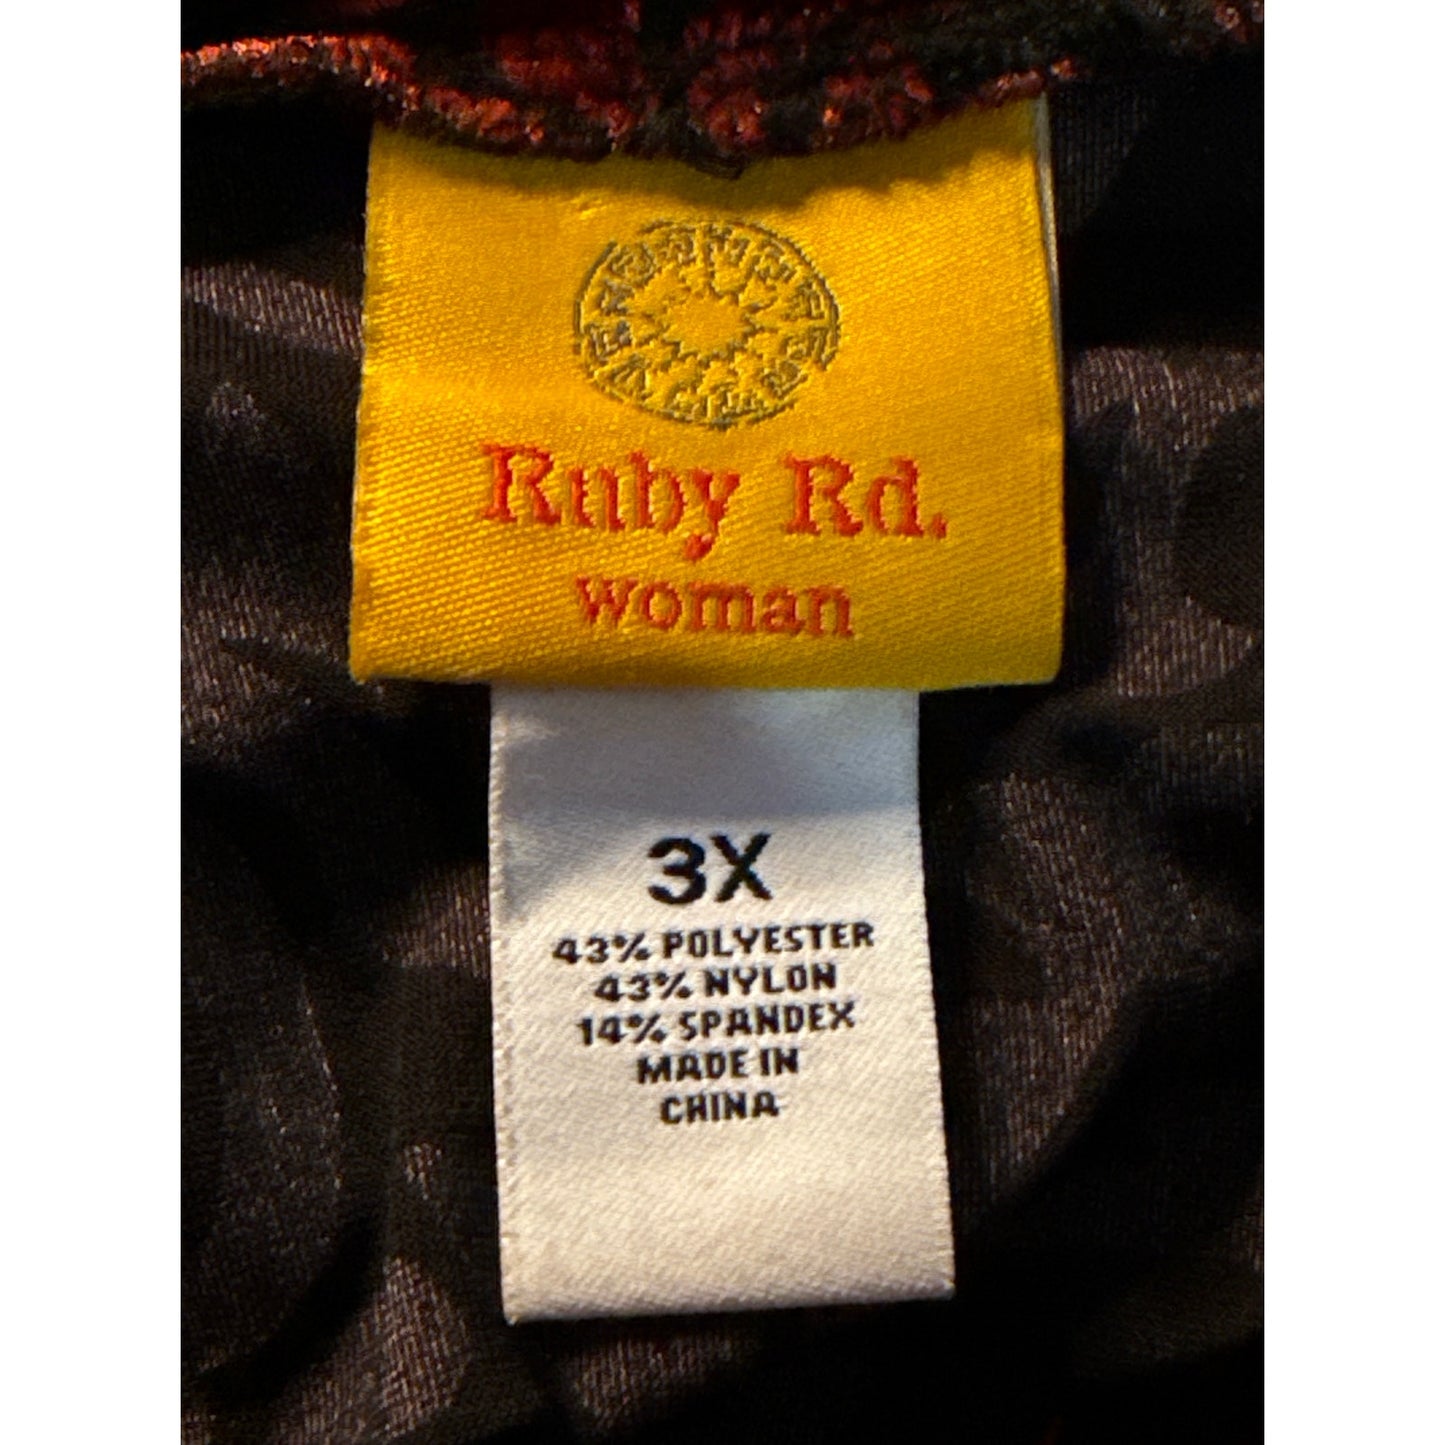 Ruby Rd.
woman
3X
43% POLYESTER
43% NYLON
14% SPANDEX
MADE IN
CHINA